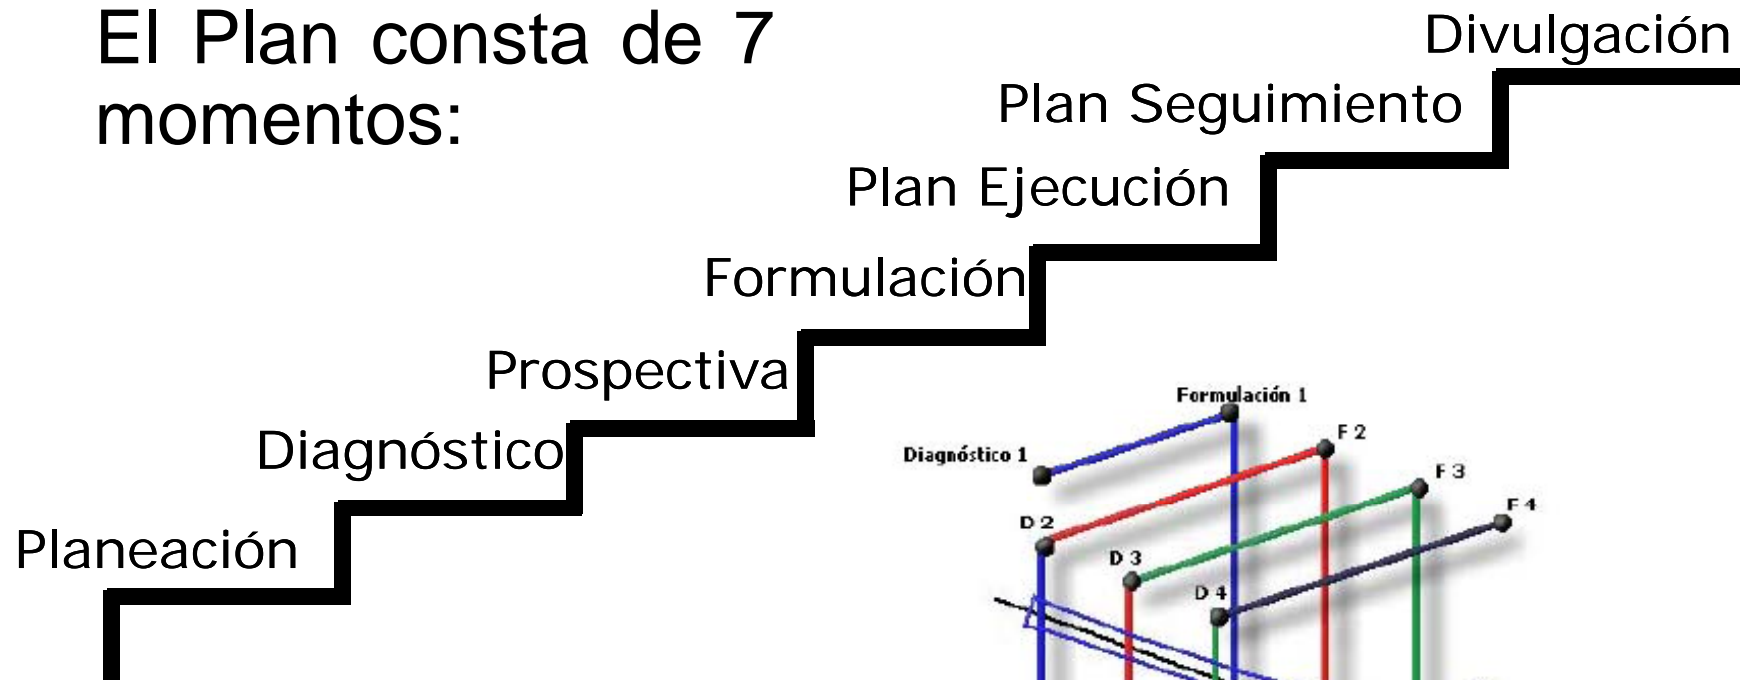 El Plan consta de 7
momentos:
Divulgación
Plan Seguimiento
Plan Ejecución
Formulación
Prospectiva
Diagnóstico
Planeación
Formulación 1
Diagnóstico 1
F 2
F 3
F 4
D 2
D 3
D 4